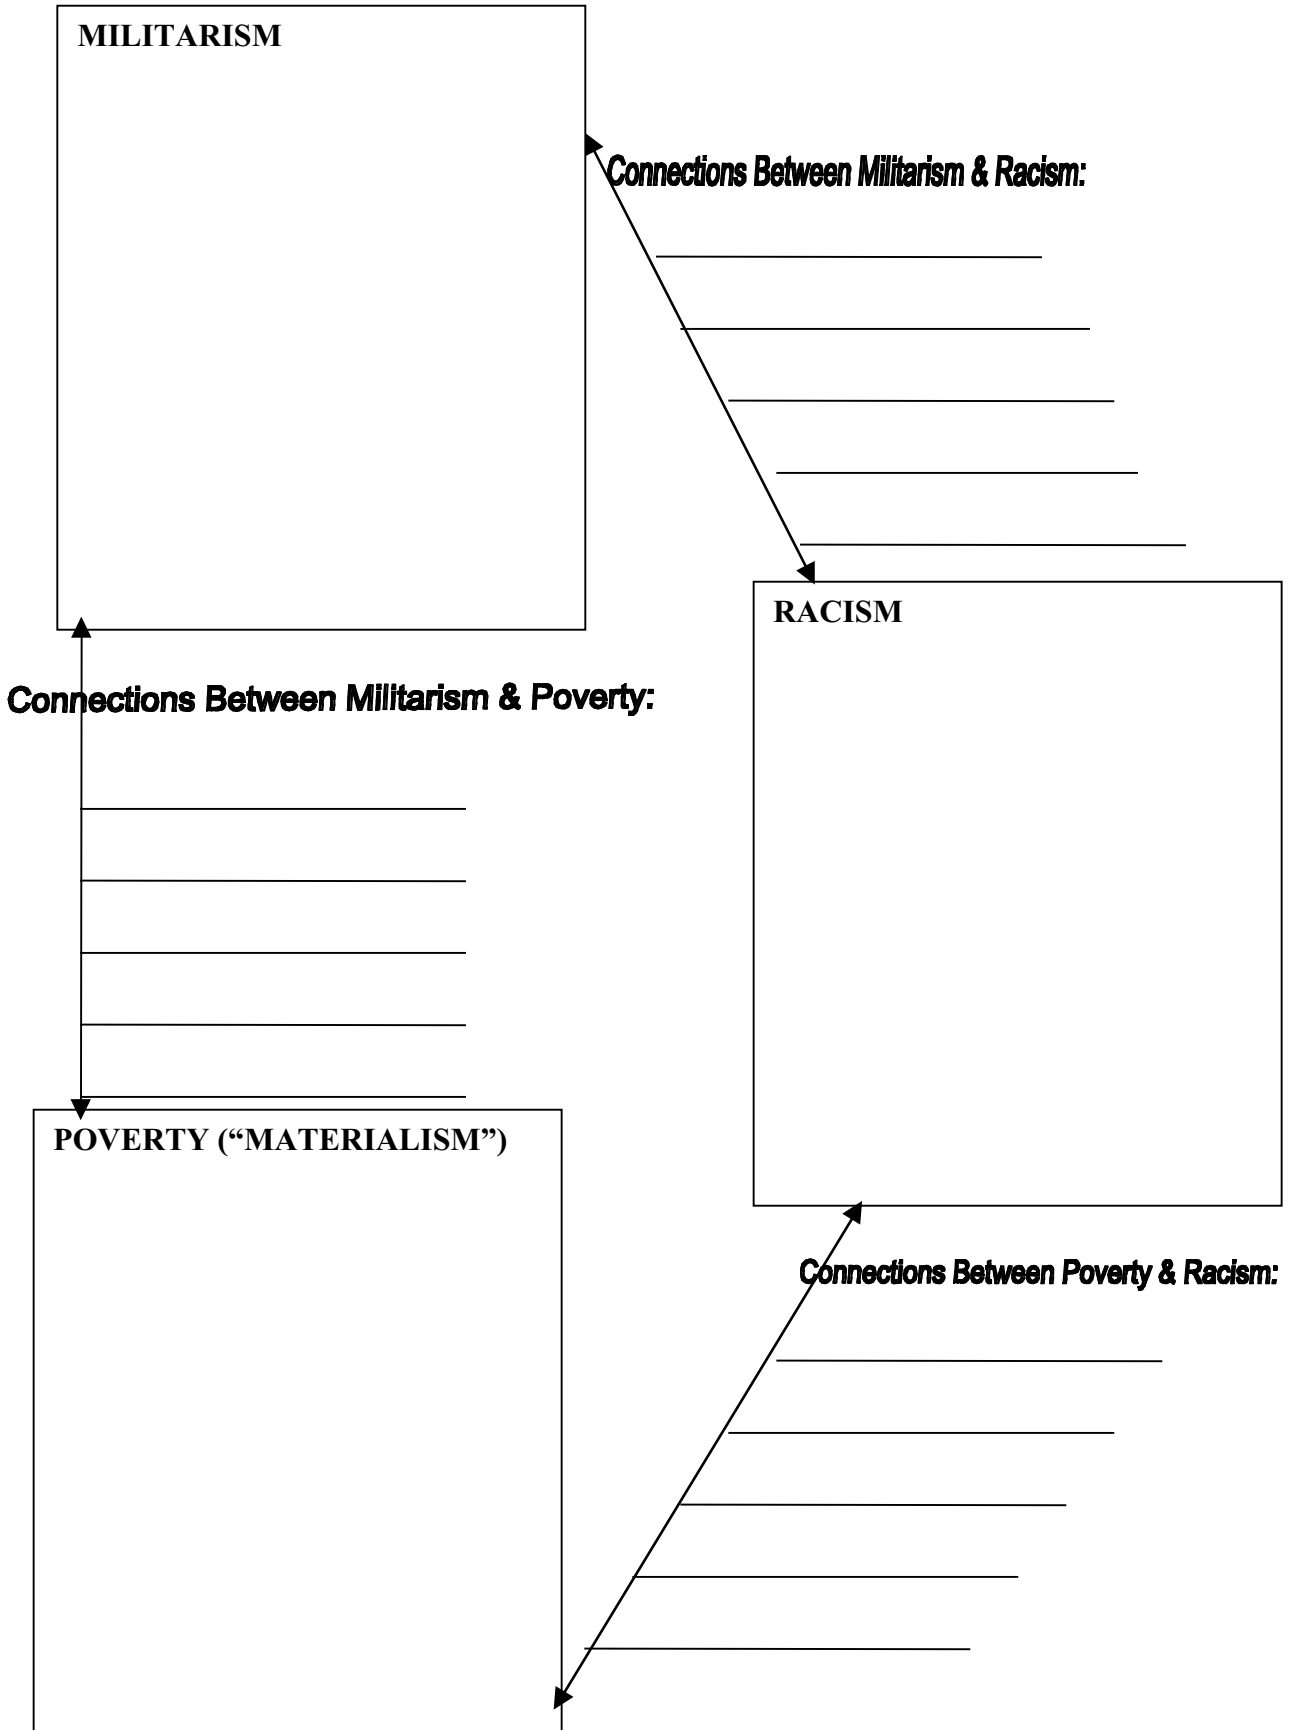 MILITARISM
Connections Between Militarism & Racism:
RACISM
Connections Between Militarism & Poverty:
POVERTY (“MATERIALISM”)
Connections Between Poverty & Racism: